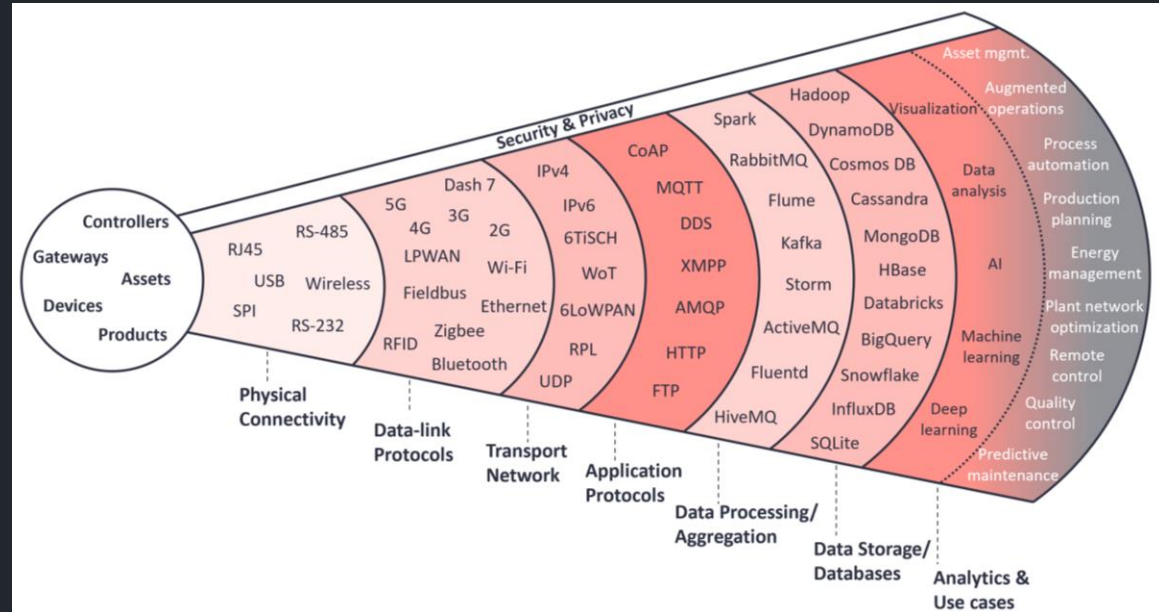 Security & Privacy
Controllers
Gateways
Assets
Devices
Products
RS-485
RJ45
USB
Wireless
SPI
RS-232
Physical
Connectivity
Dash 7
5G
3G
4G
2G
LPWAN
Wi-Fi
Fieldbus
Ethernet
Zigbee
RFID
Bluetooth
Data-link
Protocols
IPv4
IPv6
6TiSCH
WoT
6LoWPAN
RPL
UDP
Transport
Network
CoAP
MQTT
DDS
XMPP
AMQP
HTTP
FTP
Application
Protocols
Spark
RabbitMQ
Flume
Kafka
Storm
ActiveMQ
Fluentd
HiveMQ
Data Processing/
Aggregation
Hadoop
DynamoDB
Cosmos DB
Cassandra
MongoDB
HBase
Databricks
BigQuery
Snowflake
InfluxDB
SQLite
Data Storage/
Databases
Visualization
Data
analysis
AI
Machine
learning
Deep
learning
Asset mgmt.
Augmented
operations
Process
automation
Production
planning
Energy
management
Plant network
optimization
Remote
control
Quality
control
Predictive
maintenance
Analytics &
Use cases